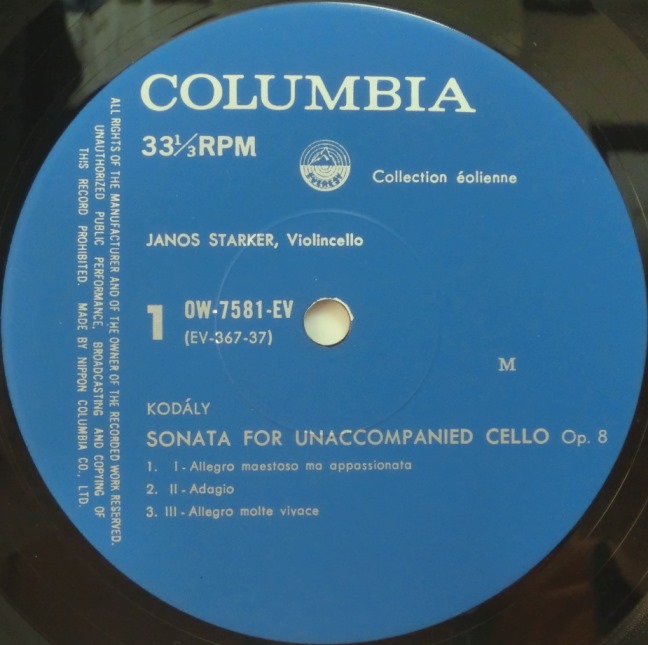 COLUMBIA
33⅓RPM
EVEREST
Collection éolienne
JANOS STARKER, Violincello
1
OW-7581-EV
(EV-367-37)
M
KODÁLY
SONATA FOR UNACCOMPANIED CELLO Op. 8
1. I - Allegro maestoso ma appassionata
2. II - Adagio
3. III - Allegro molte vivace
ALL RIGHTS OF THE MANUFACTURER AND OF THE OWNER OF THE RECORDED WORK RESERVED.
UNAUTHORIZED PUBLIC PERFORMANCE, BROADCASTING AND COPYING OF
THIS RECORD PROHIBITED. MADE BY NIPPON COLUMBIA CO., LTD.